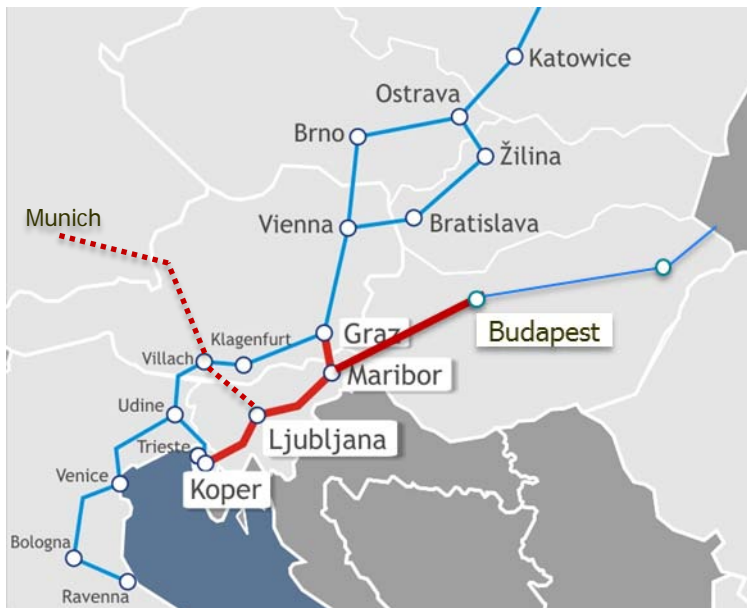 Katowice
Ostrava
Brno
Žilina
Munich
Vienna
Bratislava
Klagenfurt
Graz
Budapest
Villach
Maribor
Udine
Ljubljana
Trieste
Venice
Koper
Bologna
Ravenna